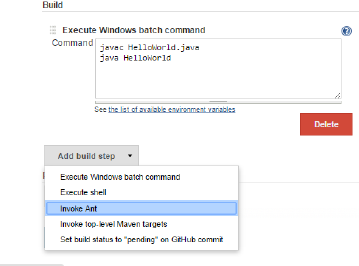 Build
Execute Windows batch command
Command
javac HelloWorld.java
java HelloWorld
See the list of available environment variables
Delete
Add build step
Execute Windows batch command
Execute shell
Invoke Ant
Invoke top-level Maven targets
Set build status to "pending" on GitHub commit